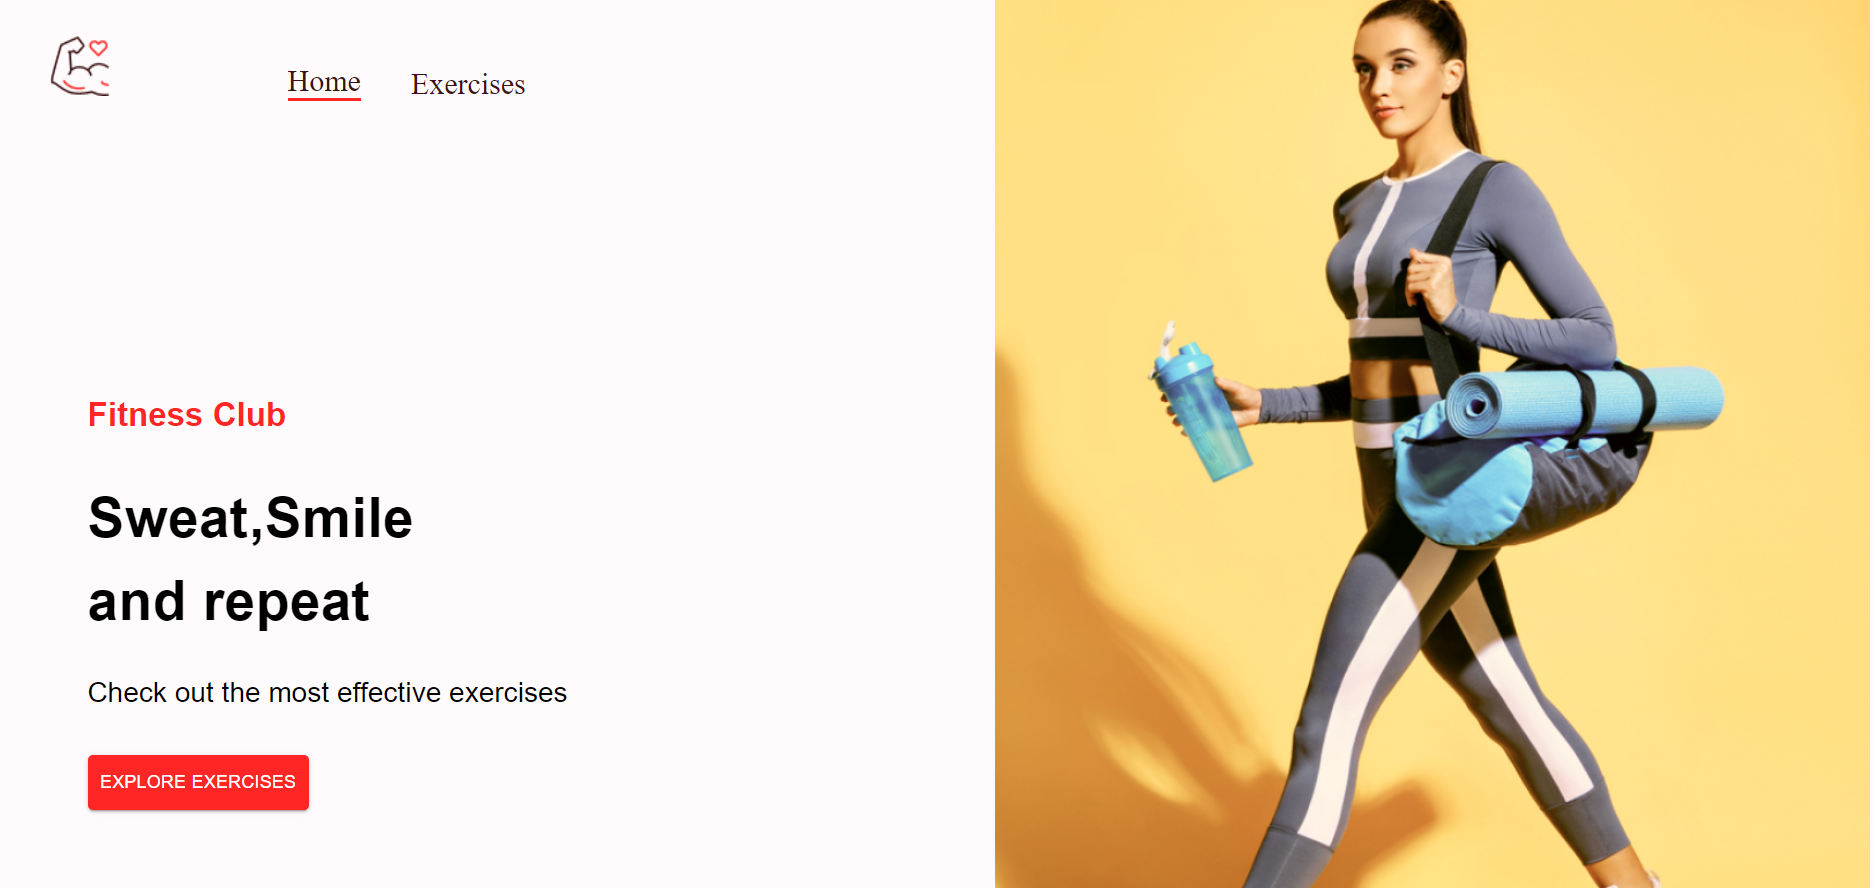 Home
Exercises
Fitness Club
Sweat,Smile
and repeat
Check out the most effective exercises
EXPLORE EXERCISES